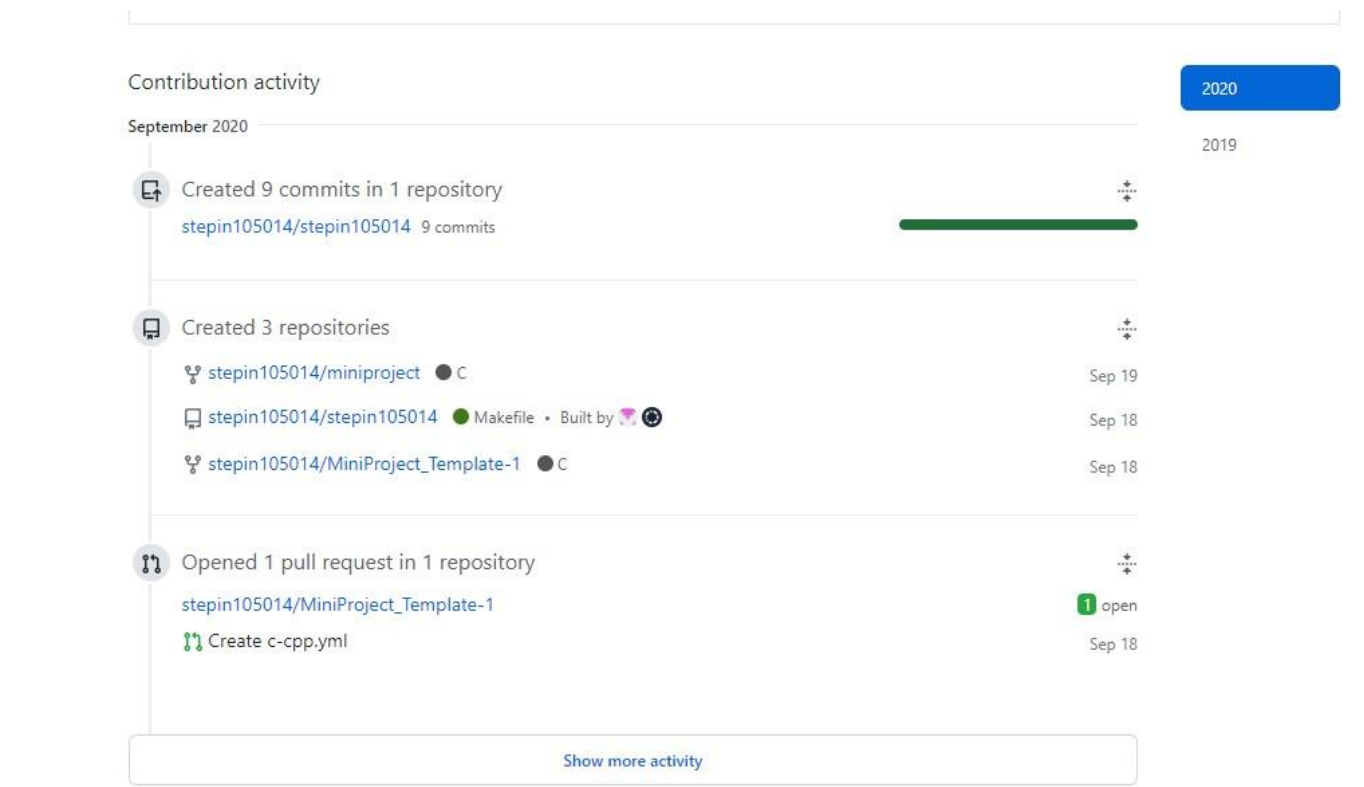 Contribution activity
2020
September 2020
2019
Created 9 commits in 1 repository
stepin105014/stepin105014 9 commits
Created 3 repositories
stepin105014/miniproject C
Sep 19
stepin105014/stepin105014 Makefile • Built by
Sep 18
stepin105014/MiniProject_Template-1 C
Sep 18
Opened 1 pull request in 1 repository
stepin105014/MiniProject_Template-1
1 open
Create c-cpp.yml
Sep 18
Show more activity